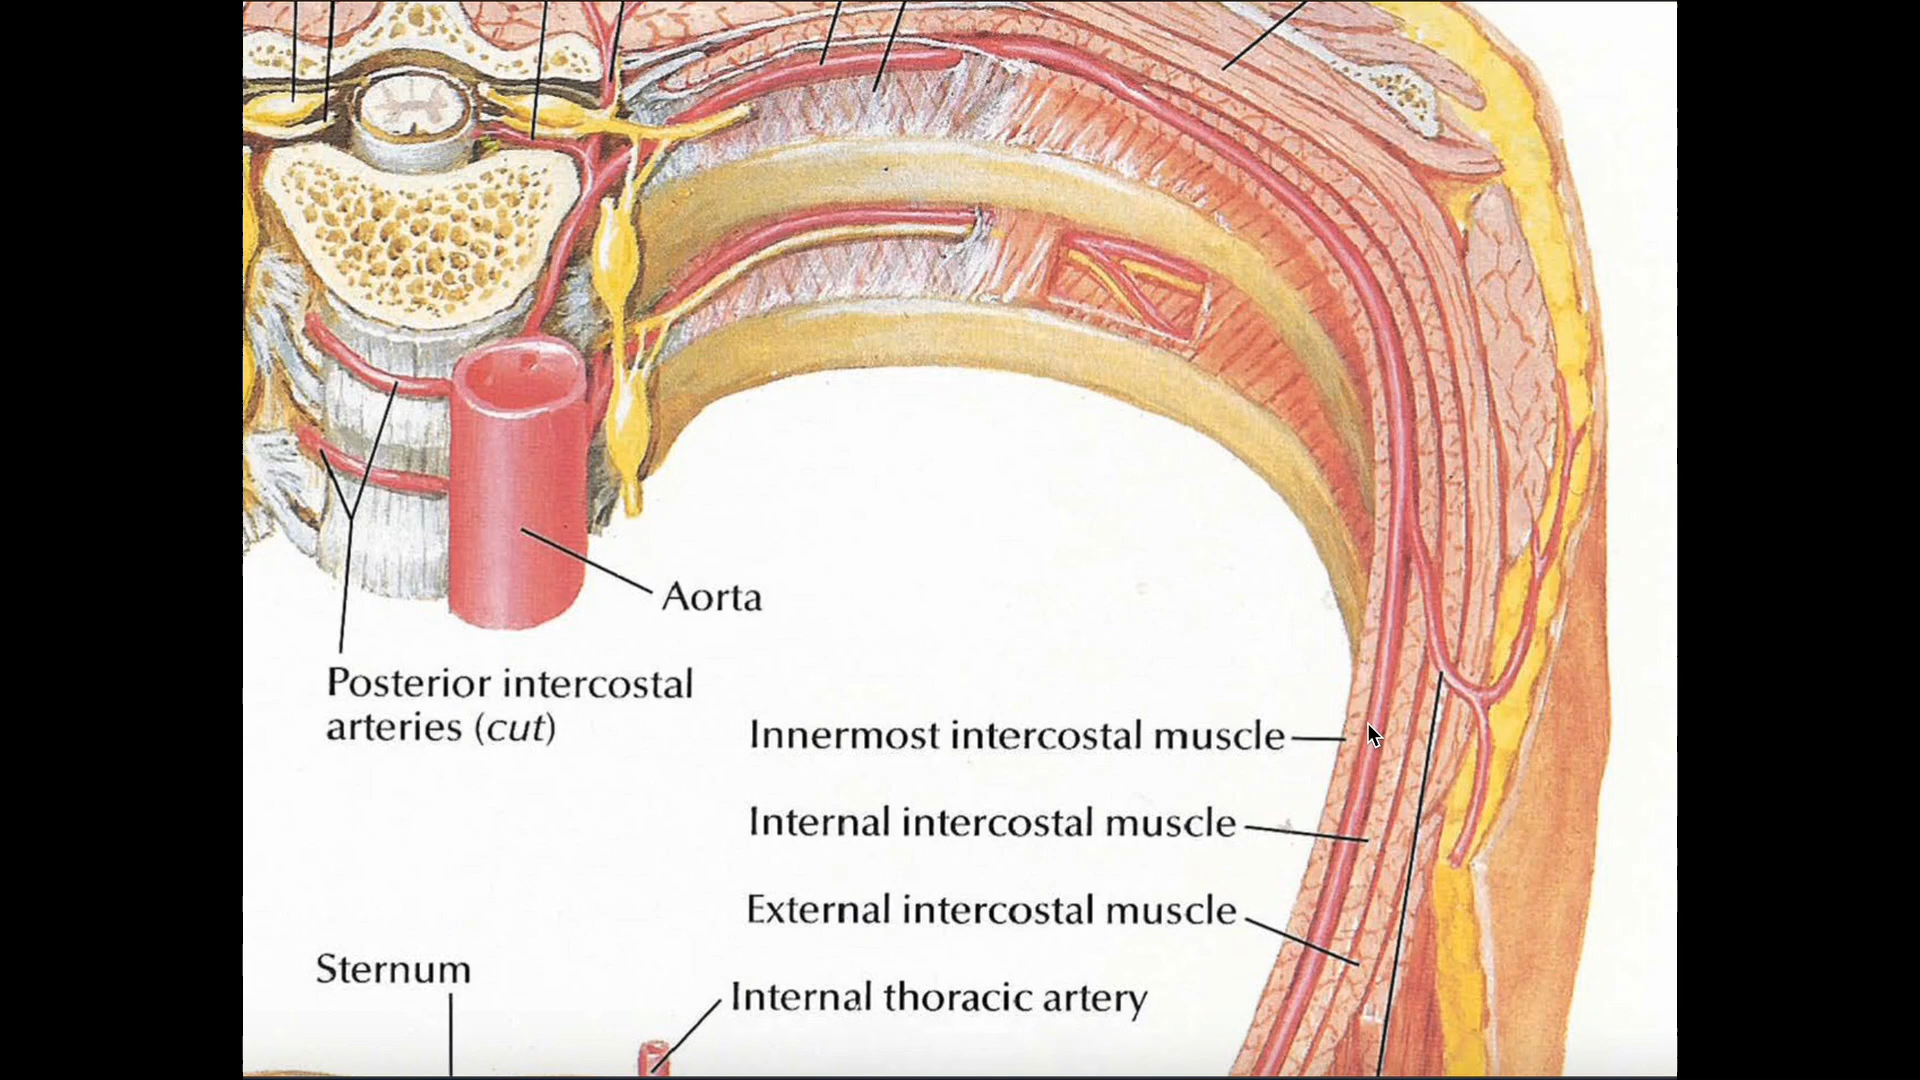 Aorta
Posterior intercostal
arteries (cut)
Innermost intercostal muscle
Internal intercostal muscle
External intercostal muscle
Sternum
Internal thoracic artery